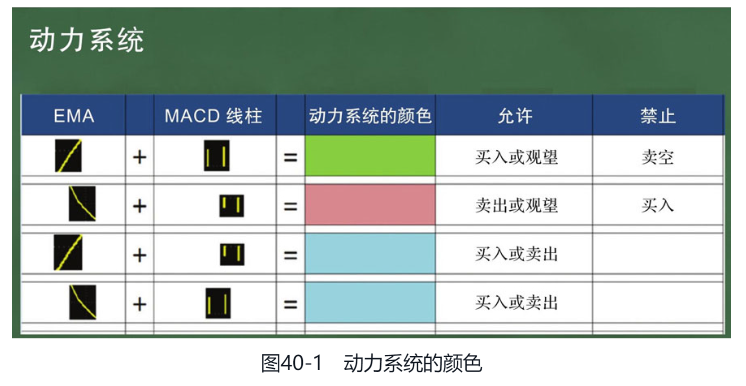 动力系统
EMA MACD 线柱 动力系统的颜色 允许 禁止
+ = 买入或观望 卖空
+ = 卖出或观望 买入
+ = 买入或卖出
+ = 买入或卖出
图40-1 动力系统的颜色